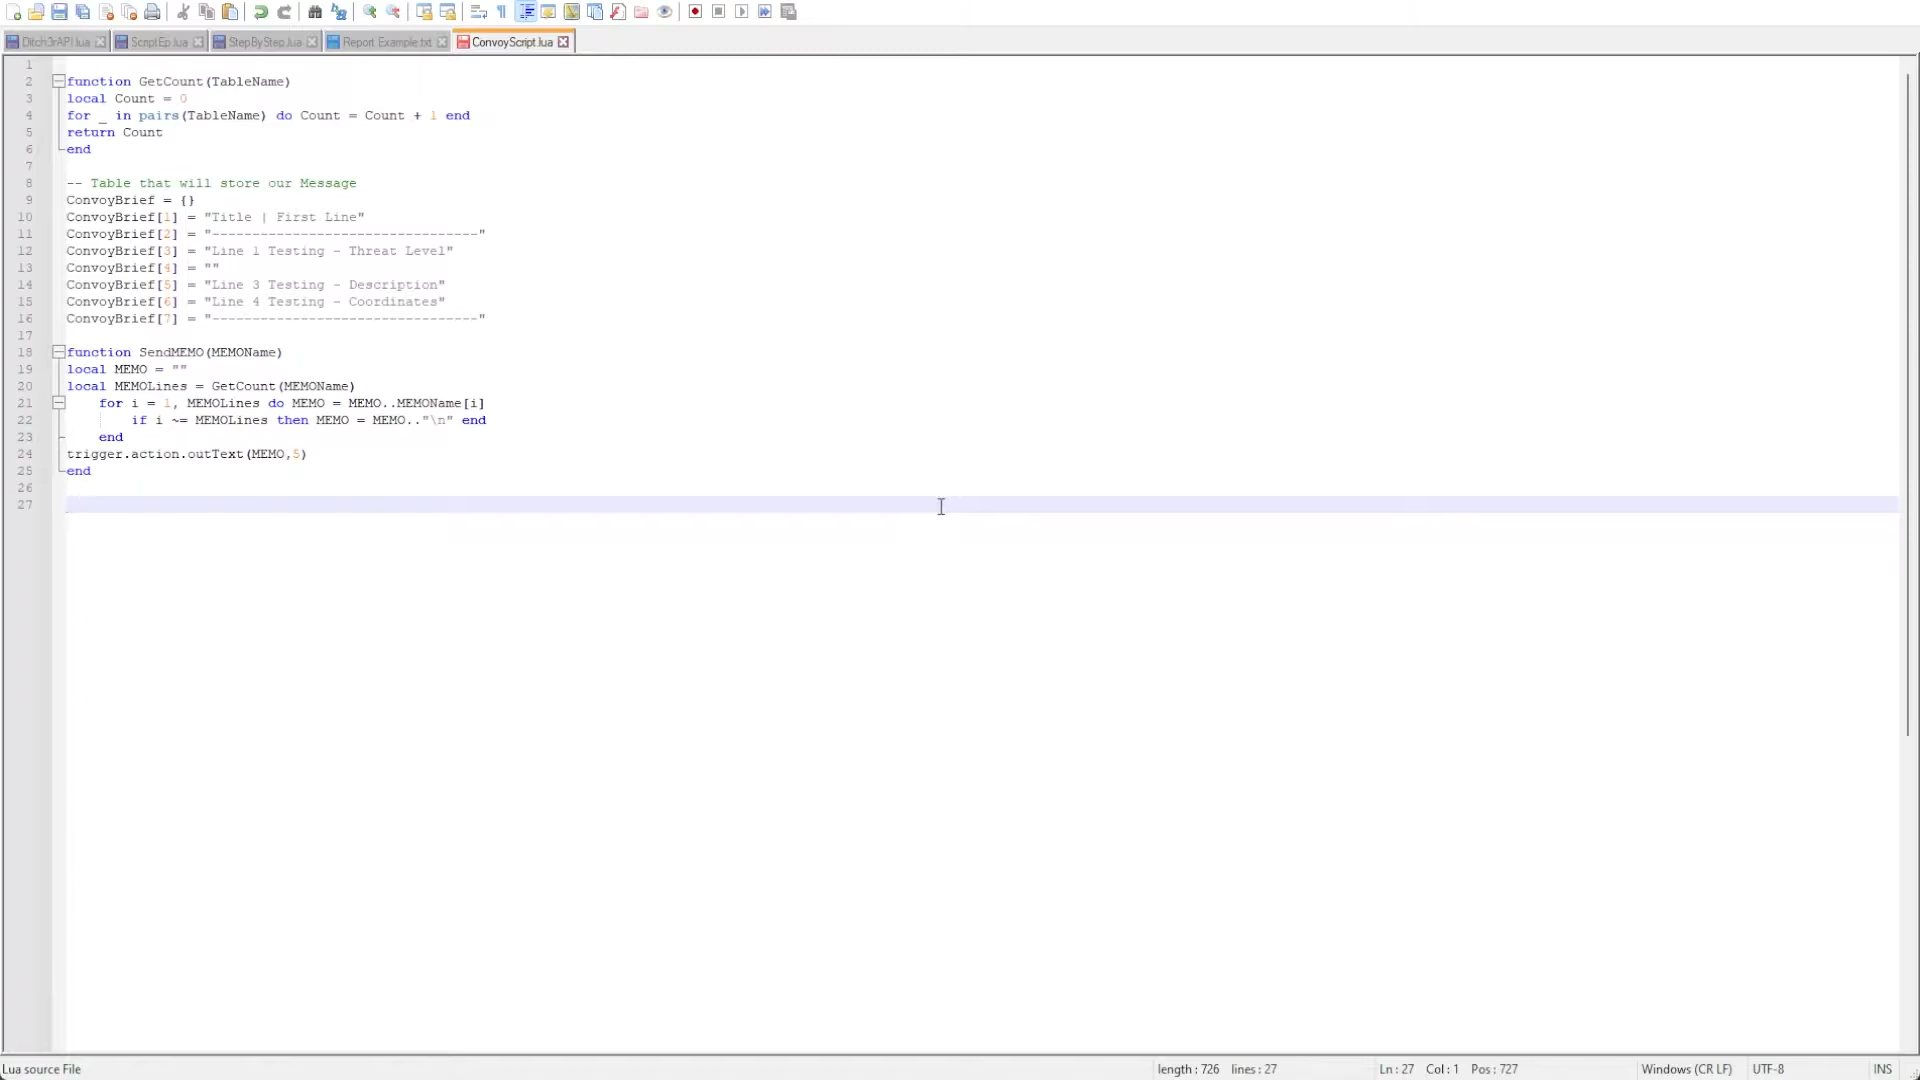 Ditch3rAPI.lua ScriptEp.lua StepByStep.lua Report Example.txt ConvoyScript.lua
1
2 function GetCount(TableName)
3 local Count = 0
4 for _ in pairs(TableName) do Count = Count + 1 end
5 return Count
6 end
7
8 -- Table that will store our Message
9 ConvoyBrief = {}
10 ConvoyBrief[1] = "Title | First Line"
11 ConvoyBrief[2] = "---------------------------------"
12 ConvoyBrief[3] = "Line 1 Testing - Threat Level"
13 ConvoyBrief[4] = ""
14 ConvoyBrief[5] = "Line 3 Testing - Description"
15 ConvoyBrief[6] = "Line 4 Testing - Coordinates"
16 ConvoyBrief[7] = "---------------------------------"
17
18 function SendMEMO(MEMOName)
19 local MEMO = ""
20 local MEMOLines = GetCount(MEMOName)
21 for i = 1, MEMOLines do MEMO = MEMO..MEMOName[i]
22 if i ~= MEMOLines then MEMO = MEMO.."\n" end
23 end
24 trigger.action.outText(MEMO,5)
25 end
26
27
Lua source File length : 726 lines : 27 Ln : 27 Col : 1 Pos : 727 Windows (CR LF) UTF-8 INS